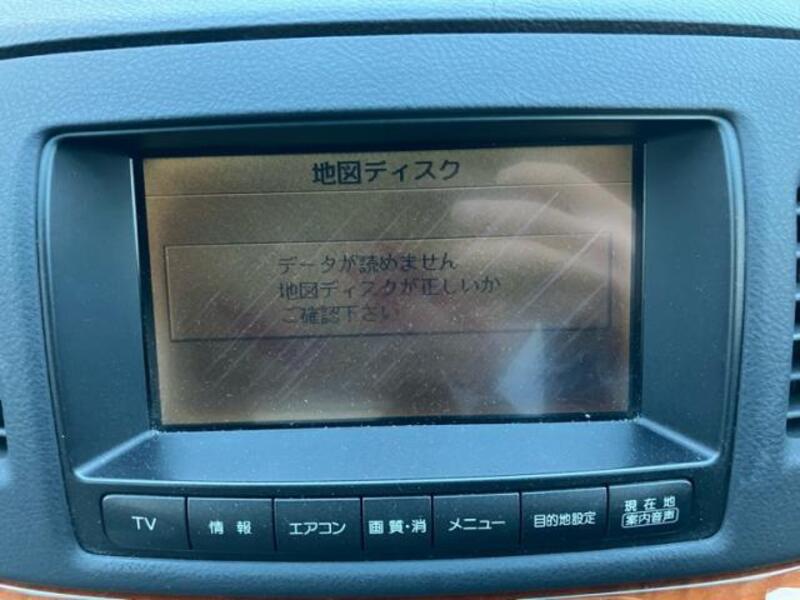 地図ディスク
データが読めません
地図ディスクが正しいか
ご確認下さい
TV 情報 エアコン 画質・消 メニュー 目的地設定 現在地
案内音声